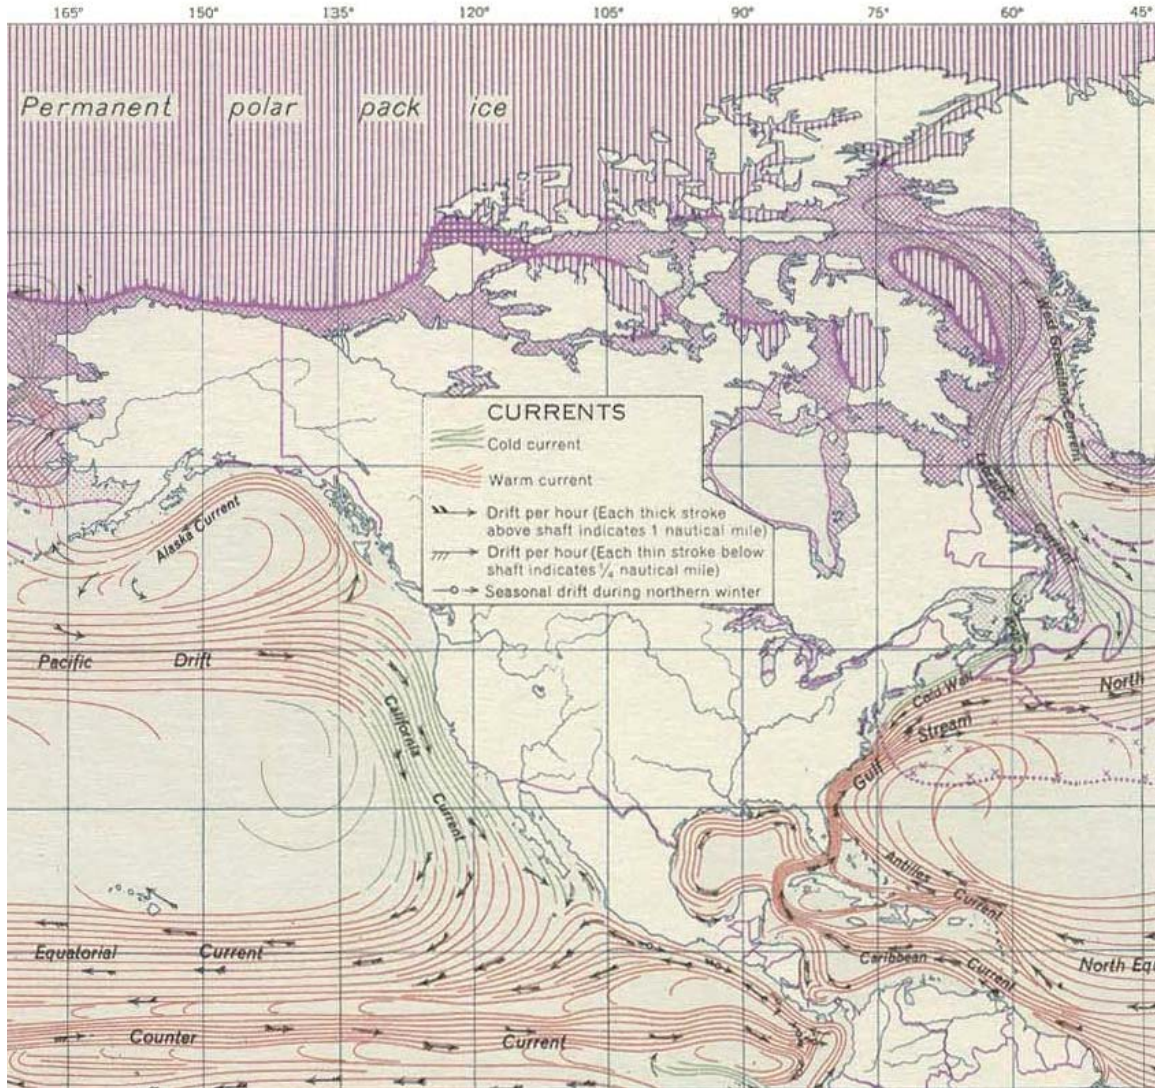 165° 150° 135° 120° 105° 90° 75° 60° 45°
Permanent polar pack ice
West Greenland Current
CURRENTS
Cold current
Warm current
Drift per hour (Each thick stroke
above shaft indicates 1 nautical mile)
Drift per hour (Each thin stroke below
shaft indicates ¼ nautical mile)
Seasonal drift during northern winter
Labrador Current
Alaska Current
Pacific Drift
Cold Wall
North
Gulf Stream
California Current
Antilles Current
Equatorial Current
Caribbean Current
North Eq
Counter Current